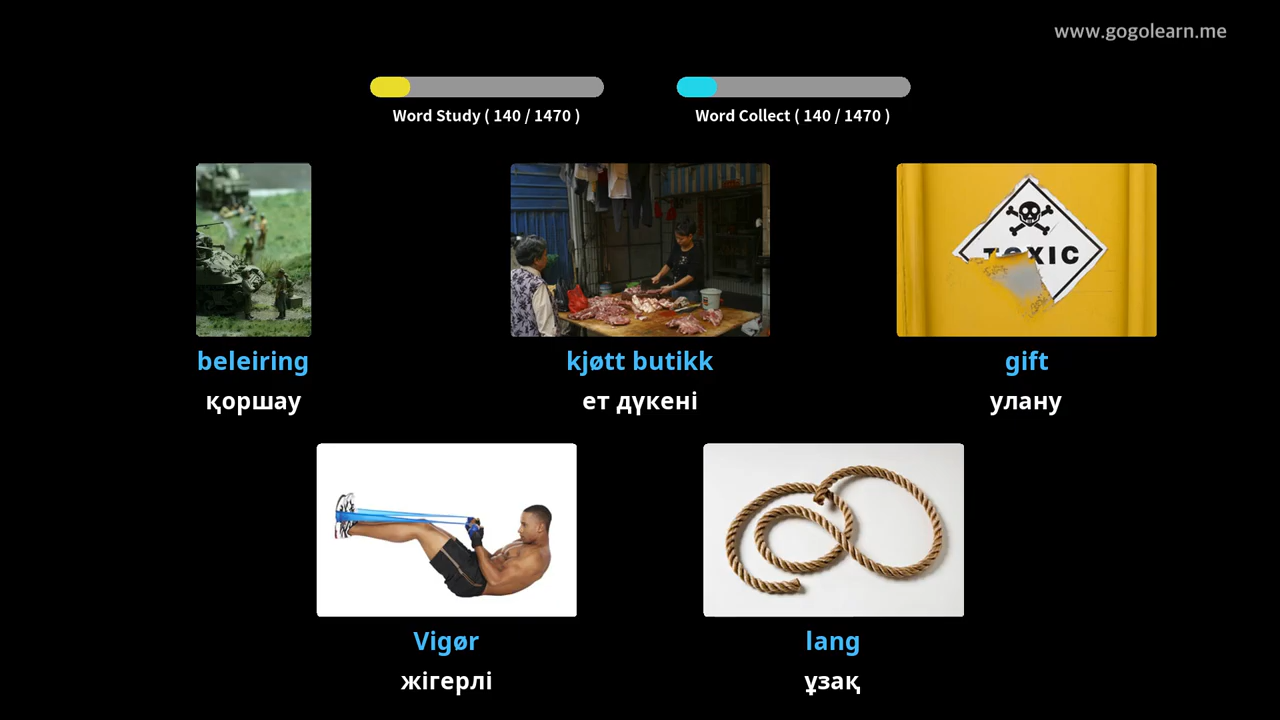 www.gogolearn.me
Word Study ( 140 / 1470 )
Word Collect ( 140 / 1470 )
TOXIC
beleiring
kjøtt butikk
gift
қоршау
ет дүкені
улану
Vigør
lang
жігерлі
ұзақ